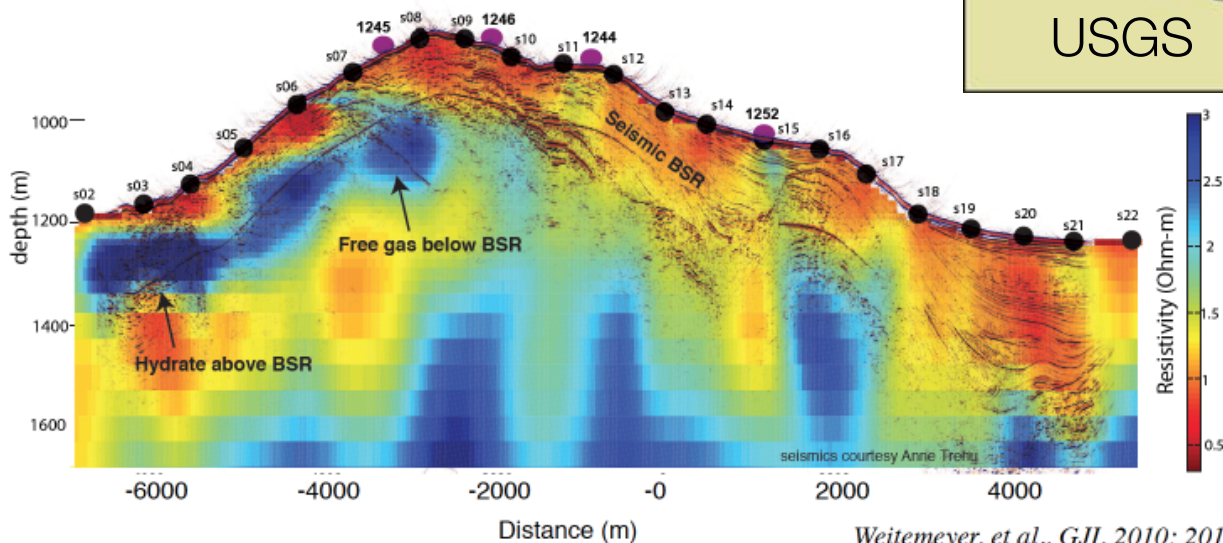 USGS
1245
s08
s09
1246
s10
s11
1244
s12
s07
s06
s05
s04
s03
s02
s13
s14
1252
s15
s16
s17
s18
s19
s20
s21
s22
Seismic BSR
Free gas below BSR
Hydrate above BSR
seismics courtesy Anne Trehu
depth (m)
1000
1200
1400
1600
-6000
-4000
-2000
-0
2000
4000
Distance (m)
Resistivity (Ohm-m)
3
2.5
2
1.5
1
0.5
Weitemeyer, et al., GJI, 2010; 201